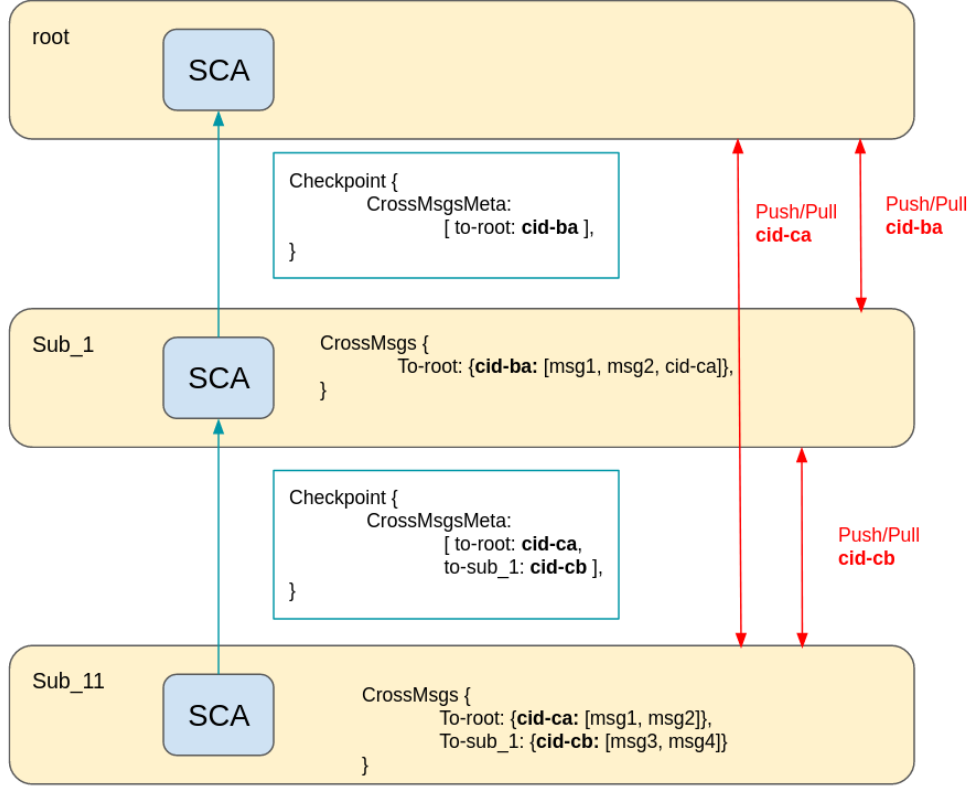 root
SCA
Checkpoint {
CrossMsgsMeta:
[ to-root: cid-ba ],
}
Push/Pull
cid-ca
Push/Pull
cid-ba
Sub_1
SCA
CrossMsgs {
To-root: {cid-ba: [msg1, msg2, cid-ca]},
}
Checkpoint {
CrossMsgsMeta:
[ to-root: cid-ca,
to-sub_1: cid-cb ],
}
Push/Pull
cid-cb
Sub_11
SCA
CrossMsgs {
To-root: {cid-ca: [msg1, msg2]},
To-sub_1: {cid-cb: [msg3, msg4]}
}